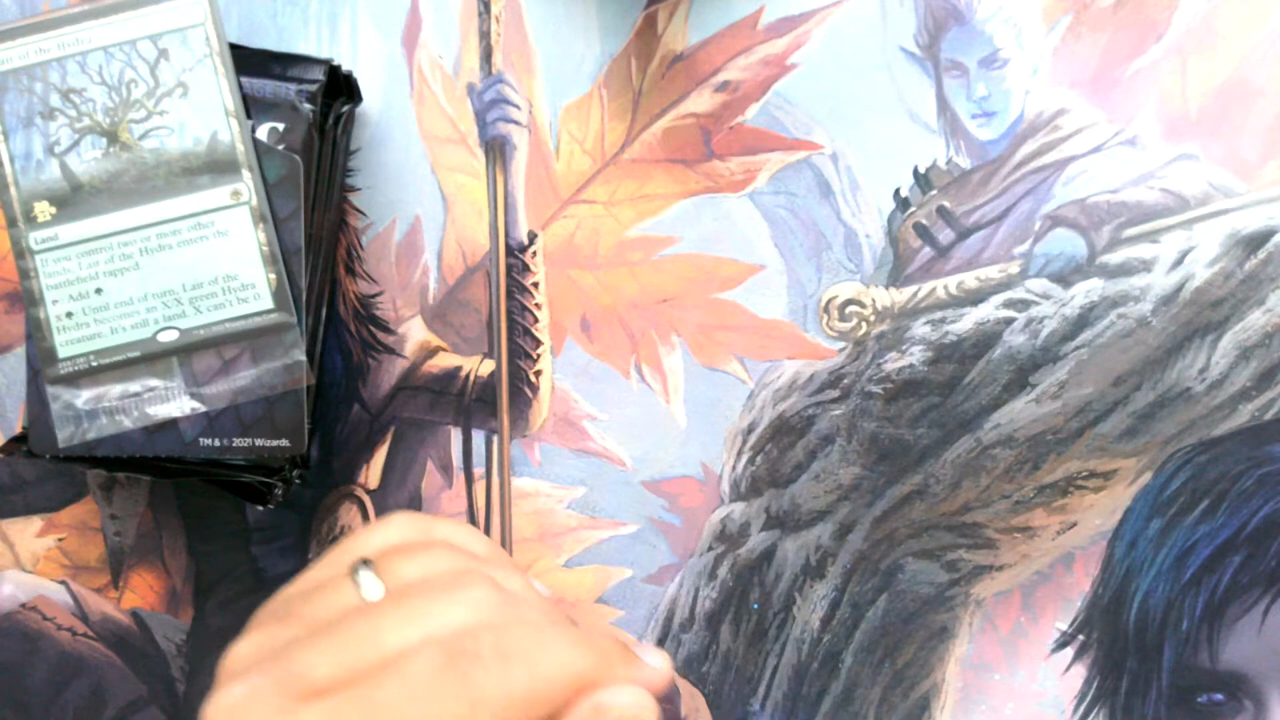 air of the Hydra
Land
If you control two or more other
lands, Lair of the Hydra enters the
battlefield tapped.
: Add
X : Until end of turn, Lair of the
Hydra becomes an X/X green Hydra
creature. It's still a land. X can't be 0.
TM & © 2021 Wizards.